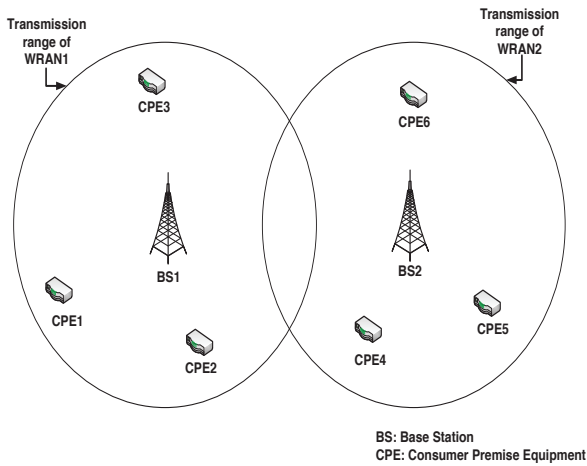 Transmission
range of
WRAN1
Transmission
range of
WRAN2
CPE3
CPE6
BS1
BS2
CPE1
CPE2
CPE4
CPE5
BS: Base Station
CPE: Consumer Premise Equipment